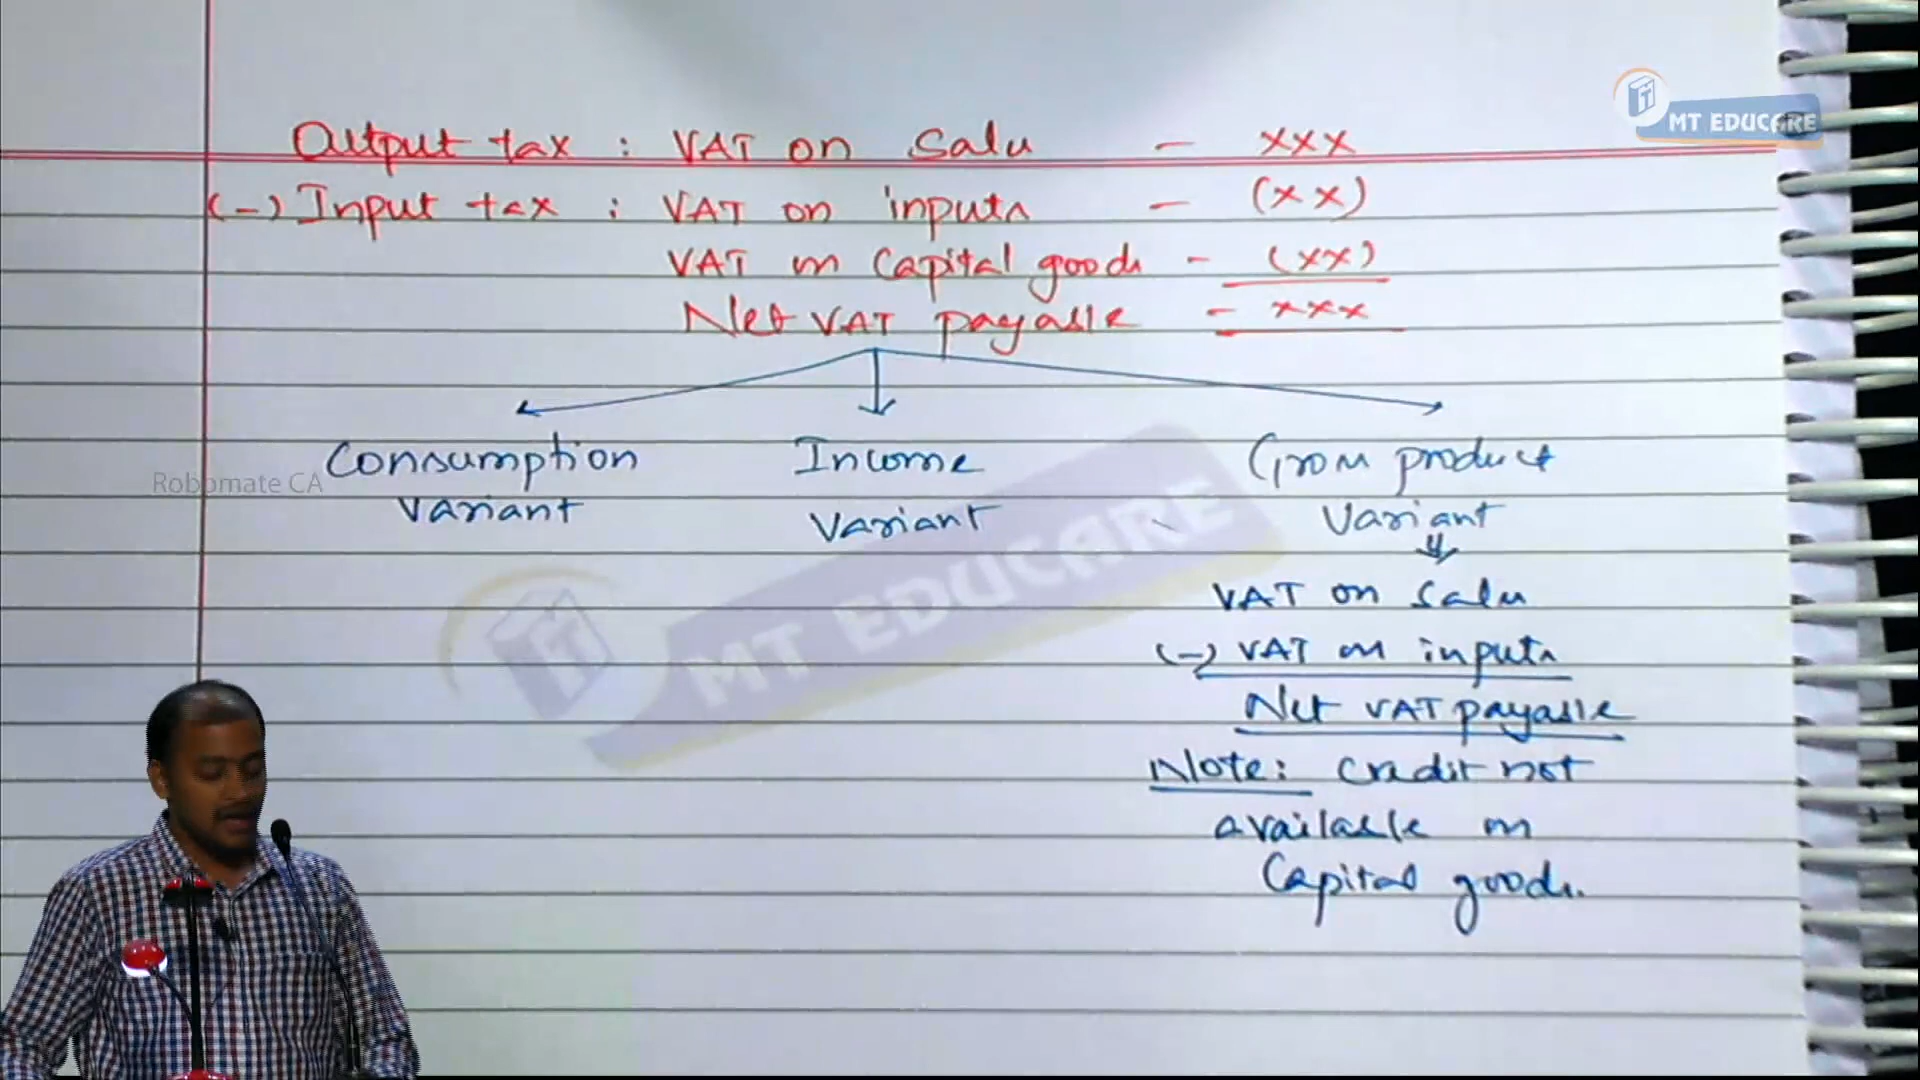 MT EDUCARE
Output tax : VAT on Sales - xxx
(-) Input tax : VAT on inputs - (xx)
VAT on Capital goods - (xx)
Net VAT payable - xxx
Consumption Variant
Income Variant
Gross product Variant
Robomate CA
VAT on Sales
(-) VAT on inputs
Net VAT payable
Note: Credit not
available on
Capital goods.
MT EDUCARE